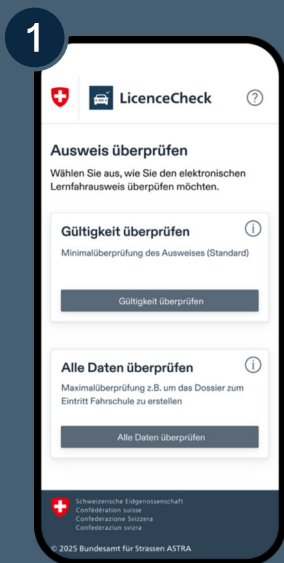 1
LicenceCheck
?
Ausweis überprüfen
Wählen Sie aus, wie Sie den elektronischen
Lernfahrausweis überpüfen möchten.
Gültigkeit überprüfen
i
Minimalüberprüfung des Ausweises (Standard)
Gültigkeit überprüfen
Alle Daten überprüfen
i
Maximalüberprüfung z.B. um das Dossier zum
Eintritt Fahrschule zu erstellen
Alle Daten überprüfen
Schweizerische Eidgenossenschaft
Confédération suisse
Confederazione Svizzera
Confederaziun svizra
© 2025 Bundesamt für Strassen ASTRA